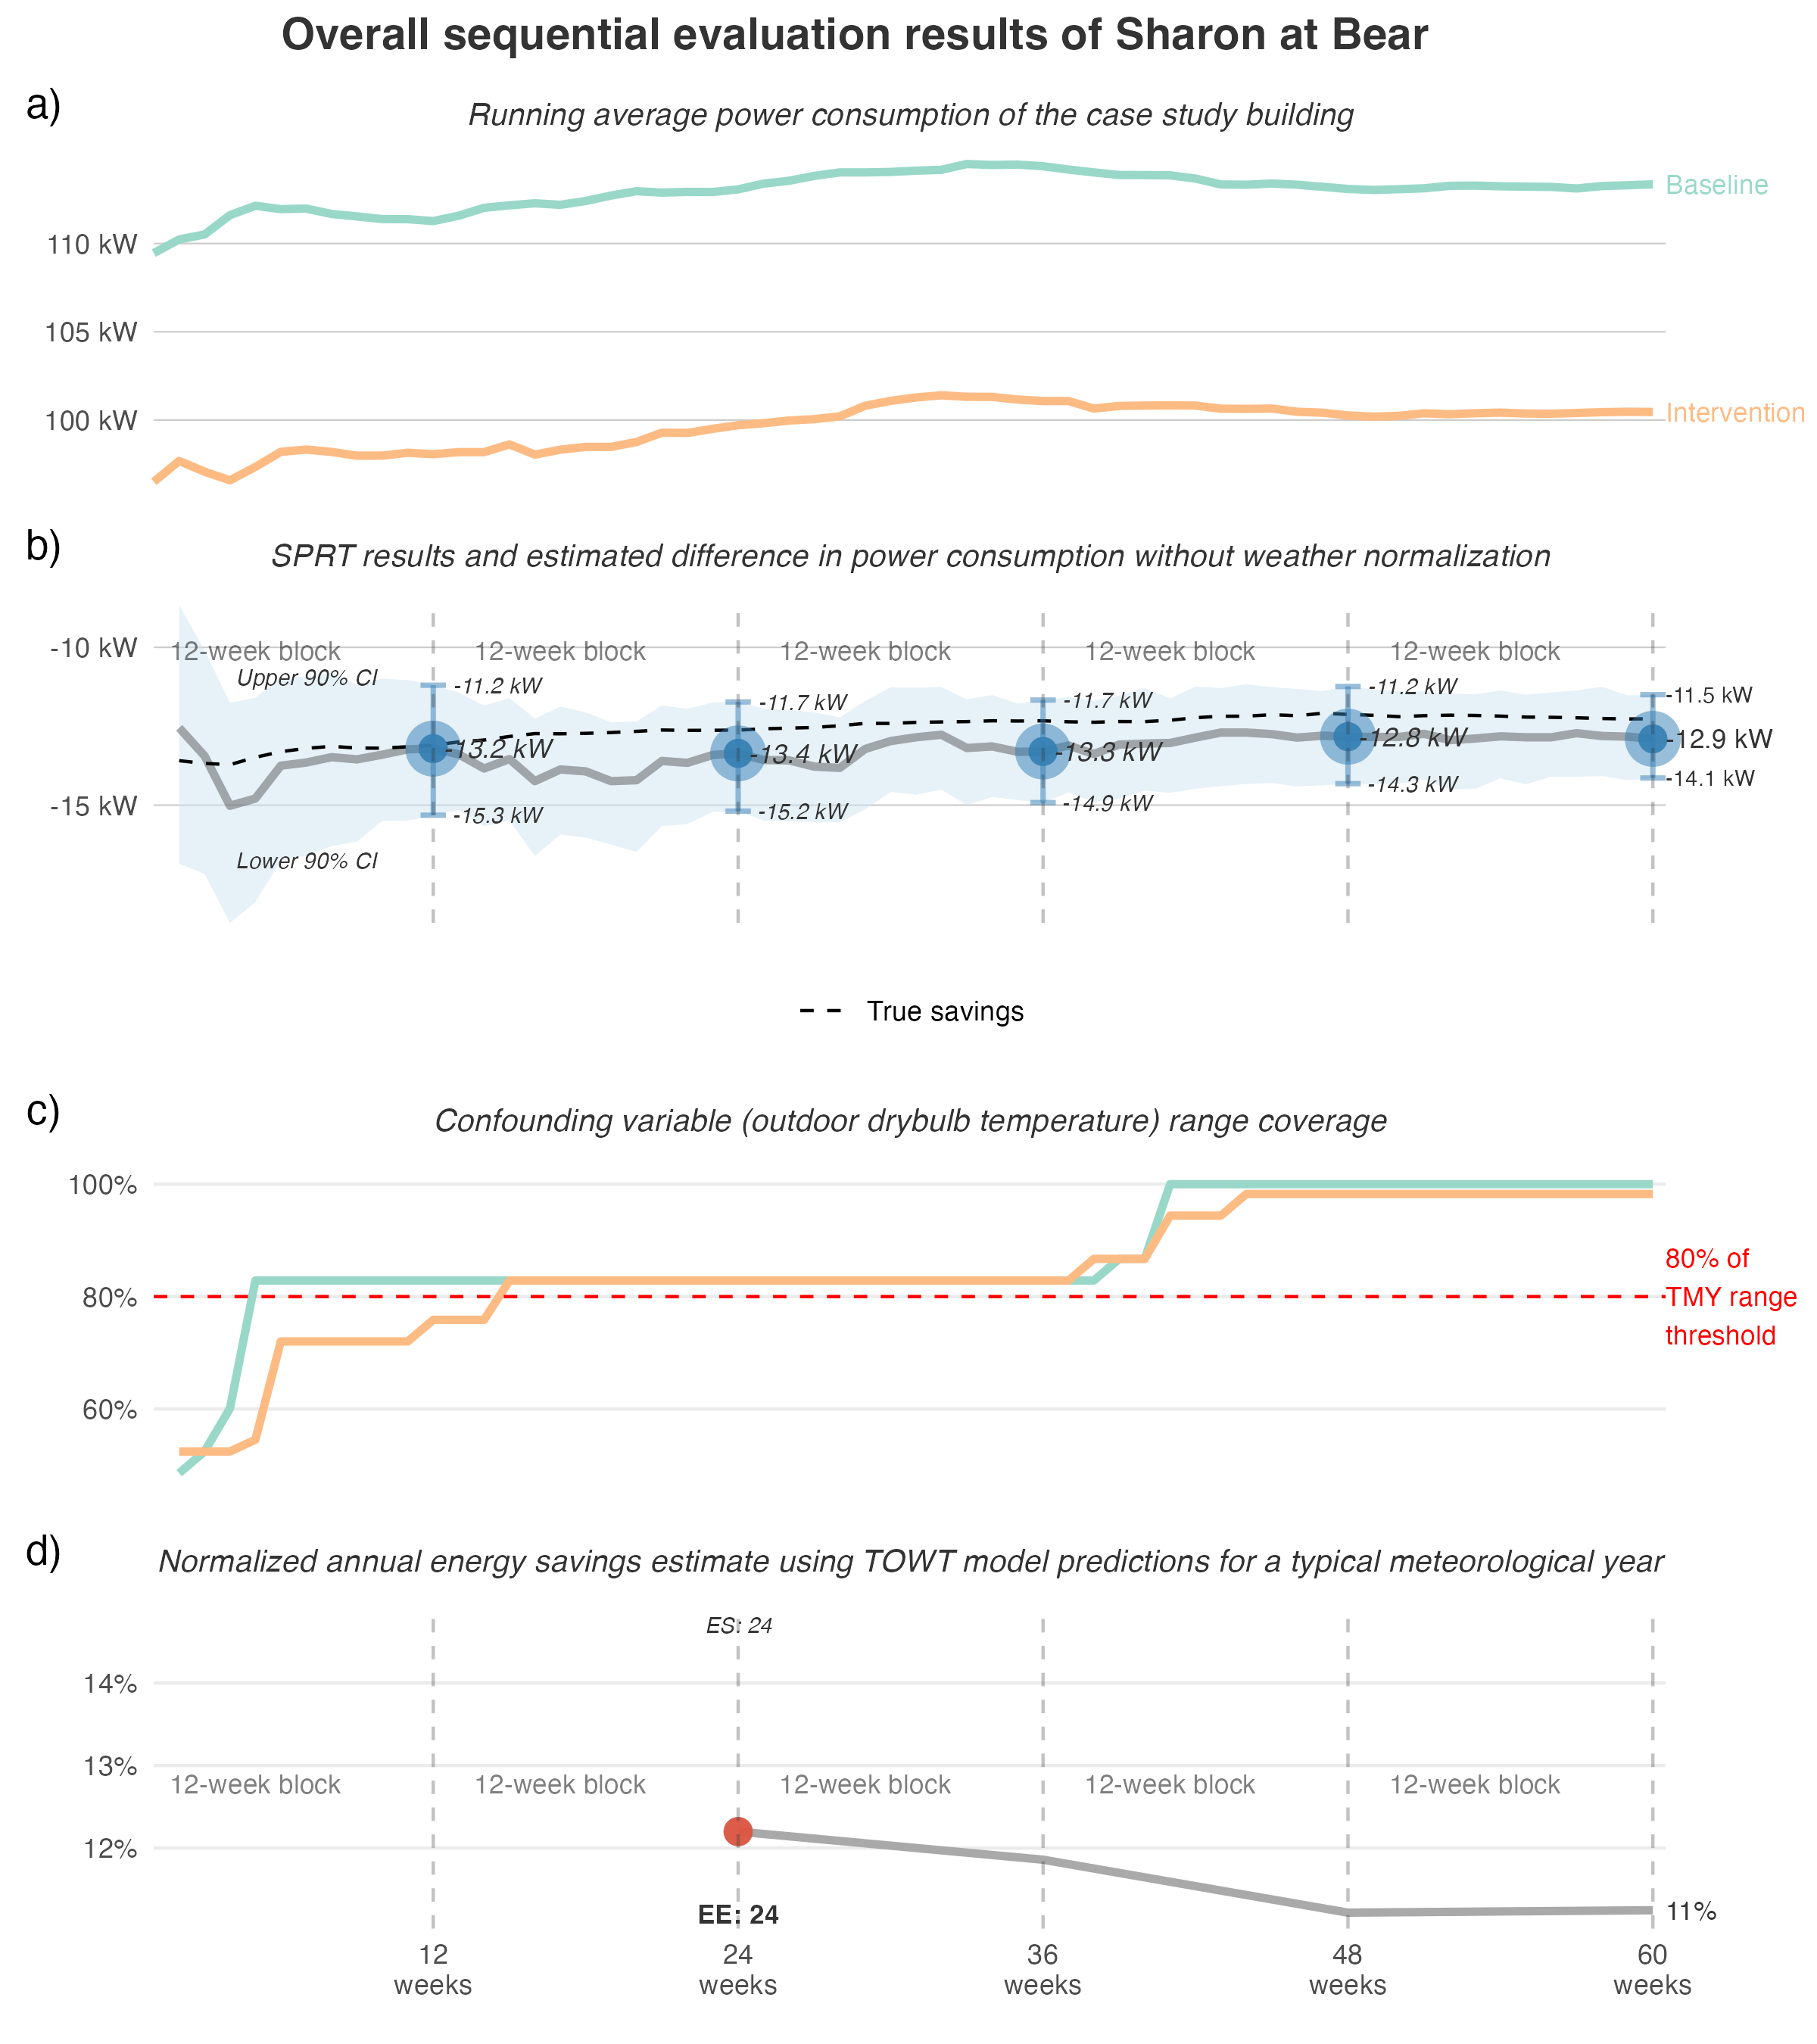 Overall sequential evaluation results of Sharon at Bear
a)
Running average power consumption of the case study building
Baseline
110 kW
105 kW
100 kW
Intervention
b)
SPRT results and estimated difference in power consumption without weather normalization
-10 kW
12-week block
12-week block
12-week block
12-week block
12-week block
Upper 90% CI
-11.2 kW
-11.7 kW
-11.7 kW
-11.2 kW
-11.5 kW
-13.2 kW
-13.4 kW
-13.3 kW
-12.8 kW
-12.9 kW
-15 kW
-15.3 kW
-15.2 kW
-14.9 kW
-14.3 kW
-14.1 kW
Lower 90% CI
True savings
c)
Confounding variable (outdoor drybulb temperature) range coverage
100%
80%
60%
80% of
TMY range
threshold
d)
Normalized annual energy savings estimate using TOWT model predictions for a typical meteorological year
ES: 24
14%
13%
12-week block
12-week block
12-week block
12-week block
12-week block
12%
EE: 24
11%
12
weeks
24
weeks
36
weeks
48
weeks
60
weeks